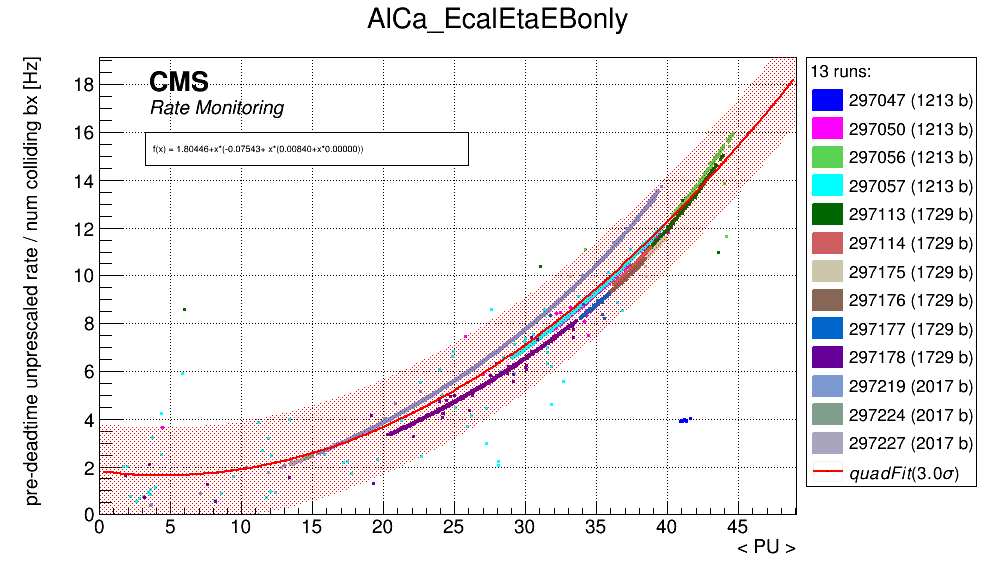 AlCa_EcalEtaEBonly
pre-deadtime unprescaled rate / num colliding bx [Hz]
CMS
Rate Monitoring
f(x) = 1.80446+x*(-0.07543+ x*(0.00840+x*0.00000))
18
16
14
12
10
8
6
4
2
0
0 5 10 15 20 25 30 35 40 45
< PU >
13 runs:
297047 (1213 b)
297050 (1213 b)
297056 (1213 b)
297057 (1213 b)
297113 (1729 b)
297114 (1729 b)
297175 (1729 b)
297176 (1729 b)
297177 (1729 b)
297178 (1729 b)
297219 (2017 b)
297224 (2017 b)
297227 (2017 b)
quadFit(3.0σ)